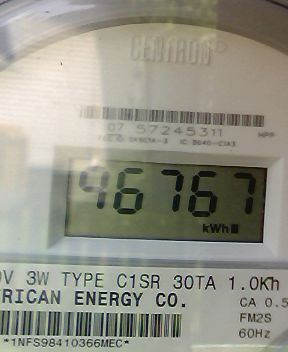 CENTRON
07 57245311
46767
kWh
0V 3W TYPE C1SR 30TA 1.0Kh
RICAN ENERGY CO.
CA 0.5
FM2S
*1NFS98410366MEC*
60Hz